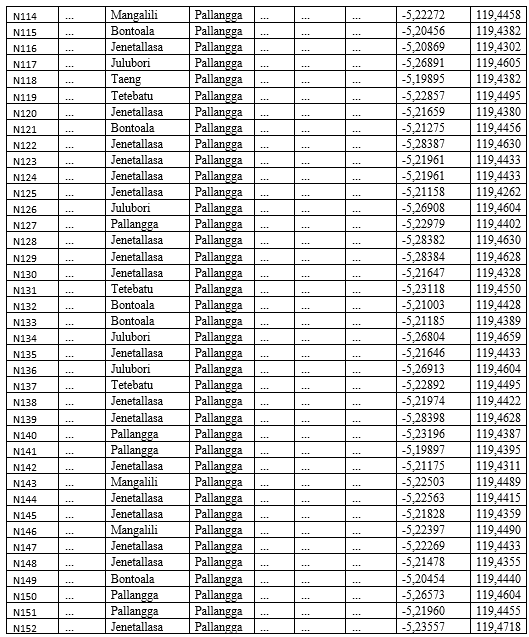 N114 ... Mangalili Pallangga ... ... ... -5,22272 119,4458
N115 ... Bontoala Pallangga ... ... ... -5,20456 119,4382
N116 ... Jenetallasa Pallangga ... ... ... -5,20869 119,4302
N117 ... Julubori Pallangga ... ... ... -5,26891 119,4605
N118 ... Taeng Pallangga ... ... ... -5,19895 119,4382
N119 ... Tetebatu Pallangga ... ... ... -5,22857 119,4495
N120 ... Jenetallasa Pallangga ... ... ... -5,21659 119,4380
N121 ... Bontoala Pallangga ... ... ... -5,21275 119,4456
N122 ... Jenetallasa Pallangga ... ... ... -5,28387 119,4630
N123 ... Jenetallasa Pallangga ... ... ... -5,21961 119,4433
N124 ... Jenetallasa Pallangga ... ... ... -5,21961 119,4433
N125 ... Jenetallasa Pallangga ... ... ... -5,21158 119,4262
N126 ... Julubori Pallangga ... ... ... -5,26908 119,4604
N127 ... Pallangga Pallangga ... ... ... -5,22979 119,4402
N128 ... Jenetallasa Pallangga ... ... ... -5,28382 119,4630
N129 ... Jenetallasa Pallangga ... ... ... -5,28384 119,4628
N130 ... Jenetallasa Pallangga ... ... ... -5,21647 119,4328
N131 ... Tetebatu Pallangga ... ... ... -5,23118 119,4550
N132 ... Bontoala Pallangga ... ... ... -5,21003 119,4428
N133 ... Bontoala Pallangga ... ... ... -5,21185 119,4389
N134 ... Julubori Pallangga ... ... ... -5,26804 119,4659
N135 ... Jenetallasa Pallangga ... ... ... -5,21646 119,4433
N136 ... Julubori Pallangga ... ... ... -5,26913 119,4604
N137 ... Tetebatu Pallangga ... ... ... -5,22892 119,4495
N138 ... Jenetallasa Pallangga ... ... ... -5,21974 119,4422
N139 ... Jenetallasa Pallangga ... ... ... -5,28398 119,4628
N140 ... Pallangga Pallangga ... ... ... -5,23196 119,4387
N141 ... Pallangga Pallangga ... ... ... -5,19897 119,4395
N142 ... Jenetallasa Pallangga ... ... ... -5,21175 119,4311
N143 ... Mangalili Pallangga ... ... ... -5,22503 119,4489
N144 ... Jenetallasa Pallangga ... ... ... -5,22563 119,4415
N145 ... Jenetallasa Pallangga ... ... ... -5,21828 119,4359
N146 ... Mangalili Pallangga ... ... ... -5,22397 119,4490
N147 ... Jenetallasa Pallangga ... ... ... -5,22269 119,4433
N148 ... Jenetallasa Pallangga ... ... ... -5,21478 119,4355
N149 ... Bontoala Pallangga ... ... ... -5,20454 119,4440
N150 ... Pallangga Pallangga ... ... ... -5,26573 119,4604
N151 ... Pallangga Pallangga ... ... ... -5,21960 119,4455
N152 ... Jenetallasa Pallangga ... ... ... -5,23557 119,4718